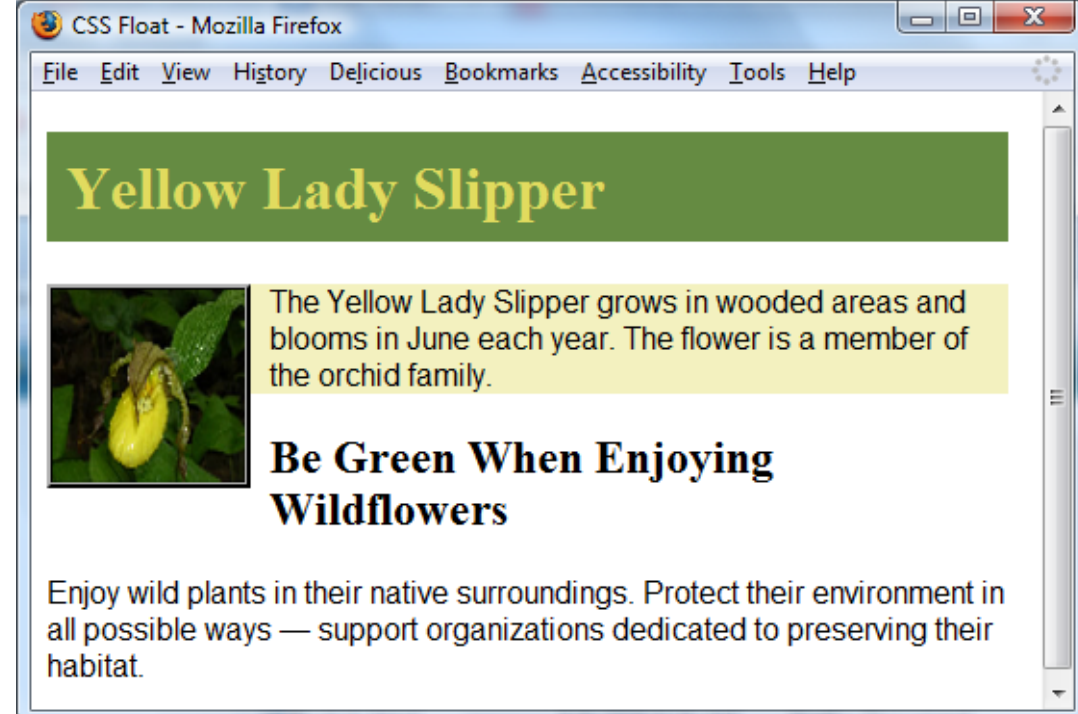 CSS Float - Mozilla Firefox
File Edit View History Delicious Bookmarks Accessibility Tools Help
Yellow Lady Slipper
The Yellow Lady Slipper grows in wooded areas and
blooms in June each year. The flower is a member of
the orchid family.
Be Green When Enjoying
Wildflowers
Enjoy wild plants in their native surroundings. Protect their environment in
all possible ways — support organizations dedicated to preserving their
habitat.